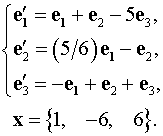 e′₁ = e₁ + e₂ − 5e₃,
e′₂ = (5/6)e₁ − e₂,
e′₃ = −e₁ + e₂ + e₃,
x = {1, −6, 6}.